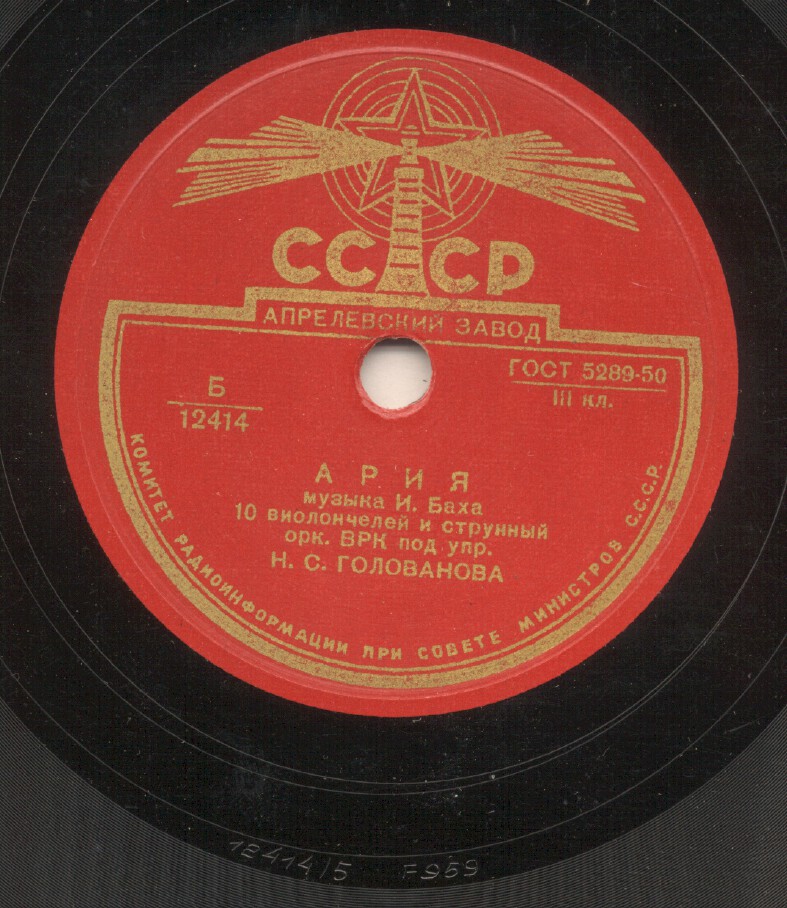 СССР
АПРЕЛЕВСКИЙ ЗАВОД
Б
12414
ГОСТ 5289-50
III кл.
АРИЯ
музыка И. Баха
10 виолончелей и струнный
орк. ВРК под упр.
Н. С. ГОЛОВАНОВА
КОМИТЕТ РАДИОИНФОРМАЦИИ ПРИ СОВЕТЕ МИНИСТРОВ С.С.С.Р.
12414/5 F959